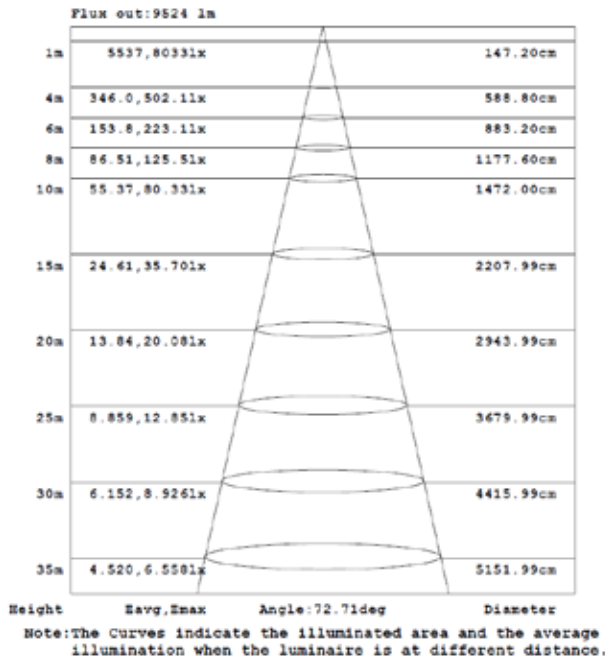 Flux out:9524 lm
1m 5537,8033lx 147.20cm
4m 346.0,502.1lx 588.80cm
6m 153.8,223.1lx 883.20cm
8m 86.51,125.5lx 1177.60cm
10m 55.37,80.33lx 1472.00cm
15m 24.61,35.70lx 2207.99cm
20m 13.84,20.08lx 2943.99cm
25m 8.859,12.85lx 3679.99cm
30m 6.152,8.926lx 4415.99cm
35m 4.520,6.558lx 5151.99cm
Height Eavg,Emax Angle:72.71deg Diameter
Note:The Curves indicate the illuminated area and the average
illumination when the luminaire is at different distance.